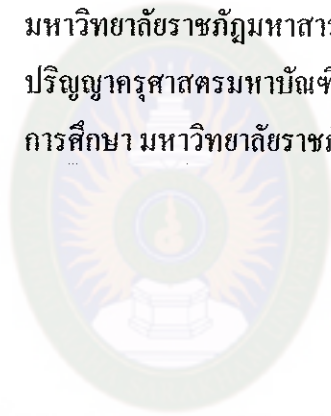 มหาวิทยาลัยราชภัฏมหาสาร
ปริญญาครุศาสตรมหาบัณฑิ
การศึกษา มหาวิทยาลัยราชภ